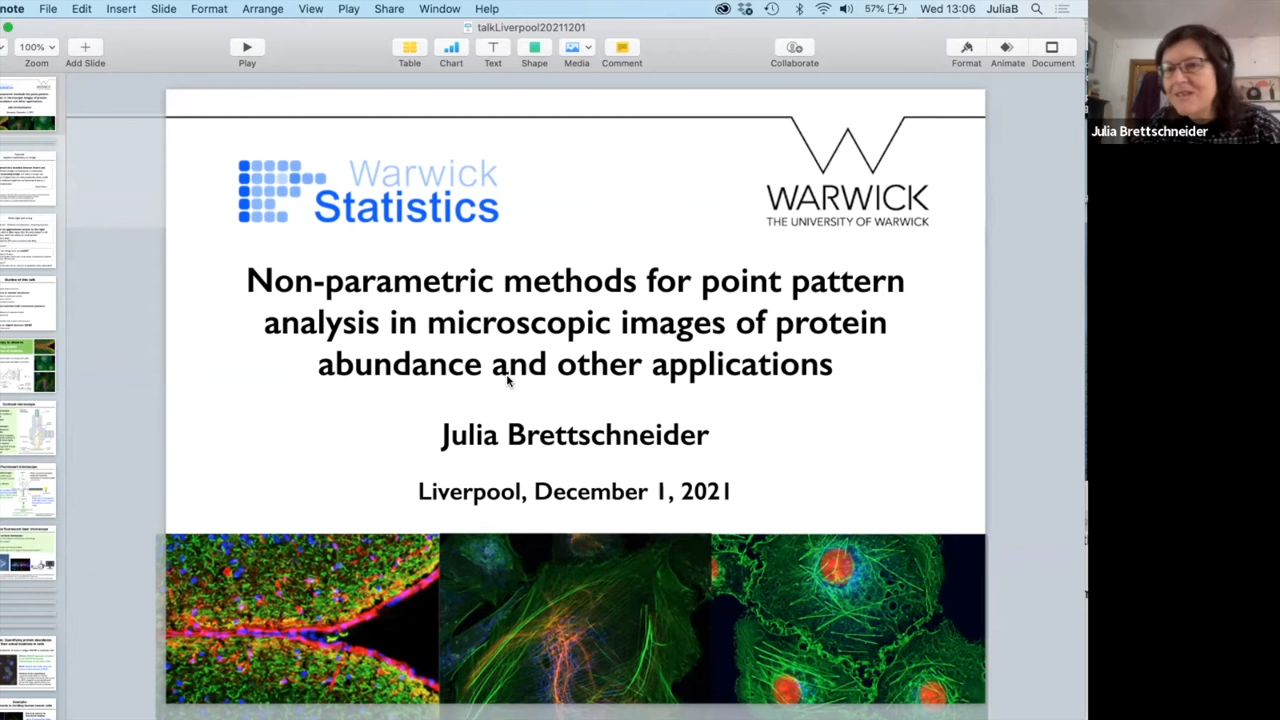 note File Edit Insert Slide Format Arrange View Play Share Window Help 57% Wed 13:06 JuliaB
talkLiverpool20211201
100%
Zoom Add Slide Play Table Chart Text Shape Media Comment Collaborate Format Animate Document
Julia Brettschneider
Warwick
Statistics
WARWICK
THE UNIVERSITY OF WARWICK
Non-parametric methods for point pattern
analysis in microscopic images of protein
abundance and other applications
Julia Brettschneider
Liverpool, December 1, 2021